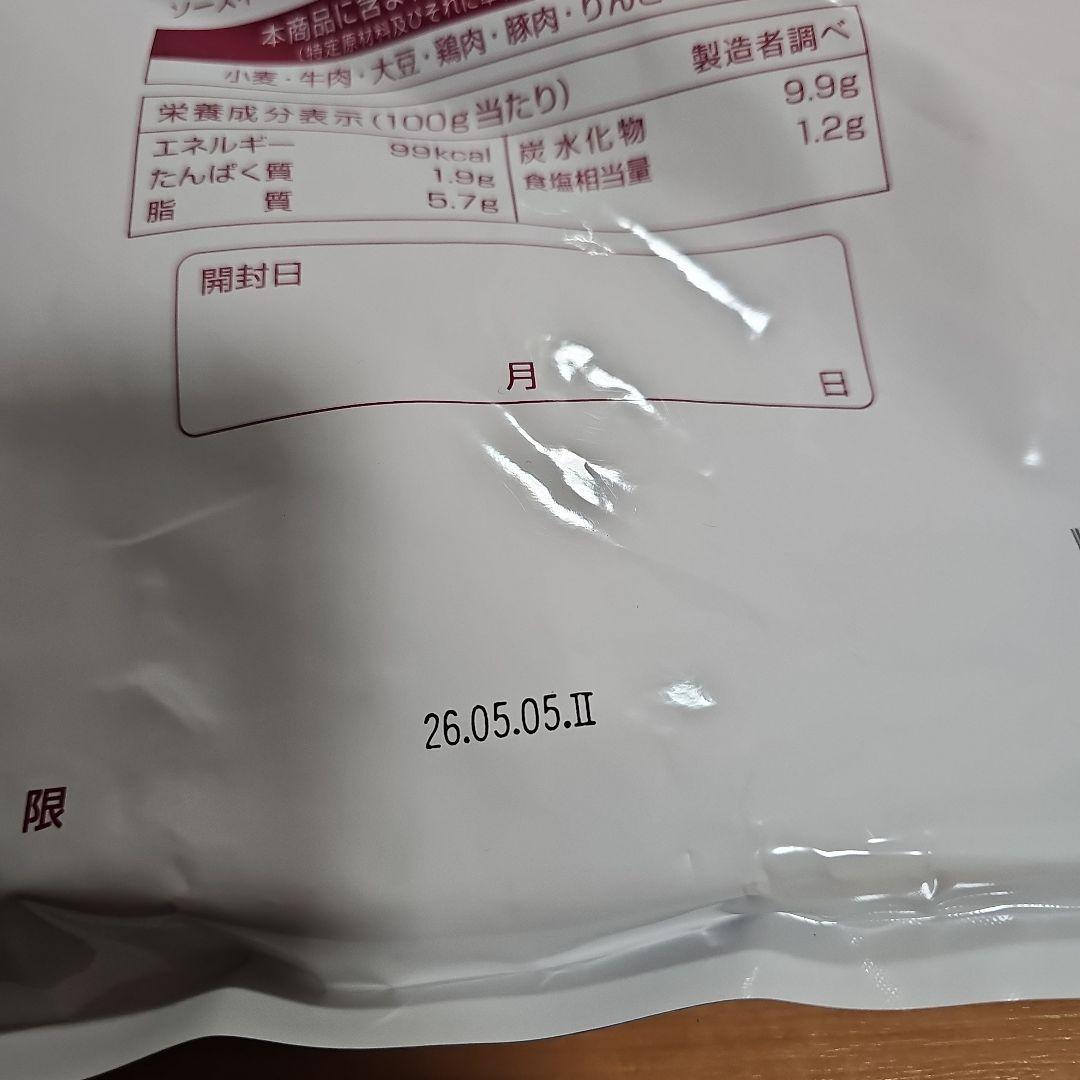 ソース
本商品に含ま
(特定原材料及びそれに準
小麦・牛肉・大豆・鶏肉・豚肉・りんご
栄養成分表示(100g当たり) 製造者調べ
エネルギー 99kcal 炭水化物 9.9g
たんぱく質 1.9g 食塩相当量 1.2g
脂質 5.7g
開封日
月 日
26.05.05.Ⅱ
限